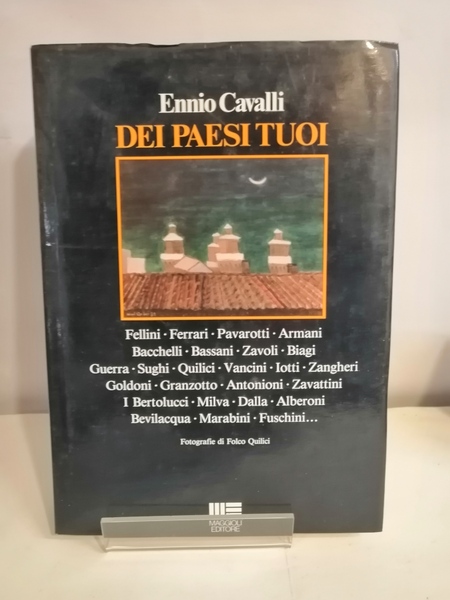 Ennio Cavalli
DEI PAESI TUOI
Fellini · Ferrari · Pavarotti · Armani
Bacchelli · Bassani · Zavoli · Biagi
Guerra · Sughi · Quilici · Vancini · Iotti · Zangheri
Goldoni · Granzotto · Antonioni · Zavattini
I Bertolucci · Milva · Dalla · Alberoni
Bevilacqua · Marabini · Fuschini...
Fotografie di Folco Quilici
MAGGIOLI
EDITORE